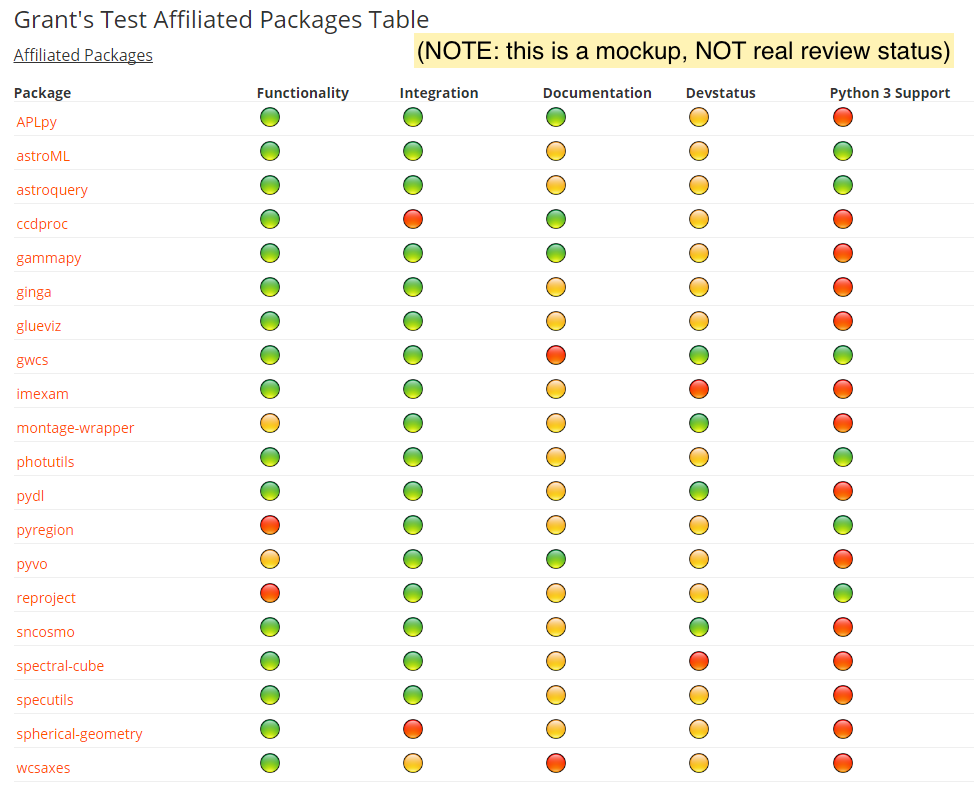 Grant's Test Affiliated Packages Table
Affiliated Packages
(NOTE: this is a mockup, NOT real review status)
Package Functionality Integration Documentation Devstatus Python 3 Support
APLpy
astroML
astroquery
ccdproc
gammapy
ginga
glueviz
gwcs
imexam
montage-wrapper
photutils
pydl
pyregion
pyvo
reproject
sncosmo
spectral-cube
specutils
spherical-geometry
wcsaxes